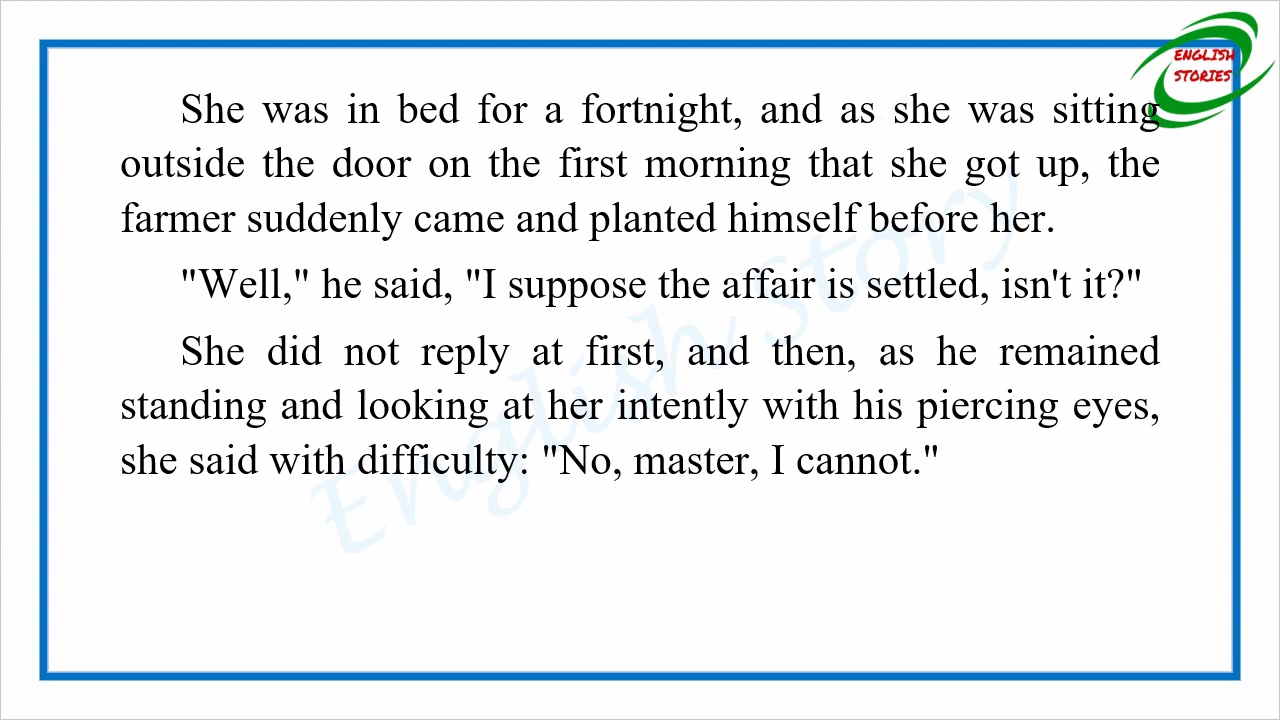 ENGLISH
STORIES
She was in bed for a fortnight, and as she was sitting
outside the door on the first morning that she got up, the
farmer suddenly came and planted himself before her.
"Well," he said, "I suppose the affair is settled, isn't it?"
She did not reply at first, and then, as he remained
standing and looking at her intently with his piercing eyes,
she said with difficulty: "No, master, I cannot."
English Story